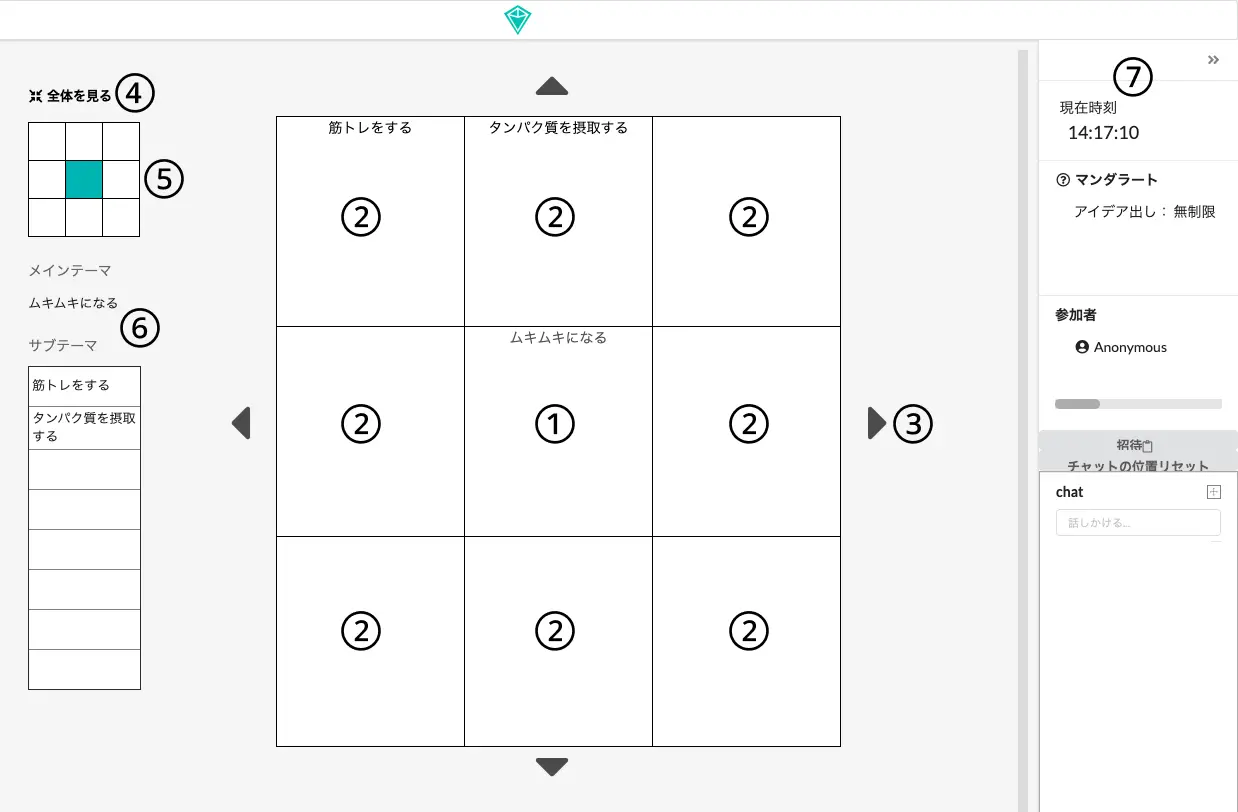 全体を見る ④
⑤
メインテーマ
ムキムキになる
⑥
サブテーマ
筋トレをする
タンパク質を摂取
する
筋トレをする タンパク質を摂取する
② ② ②
ムキムキになる
② ① ②
③
② ② ②
⑦
現在時刻
14:17:10
マンダラート
アイデア出し： 無制限
参加者
Anonymous
招待
チャットの位置リセット
chat
話しかける...